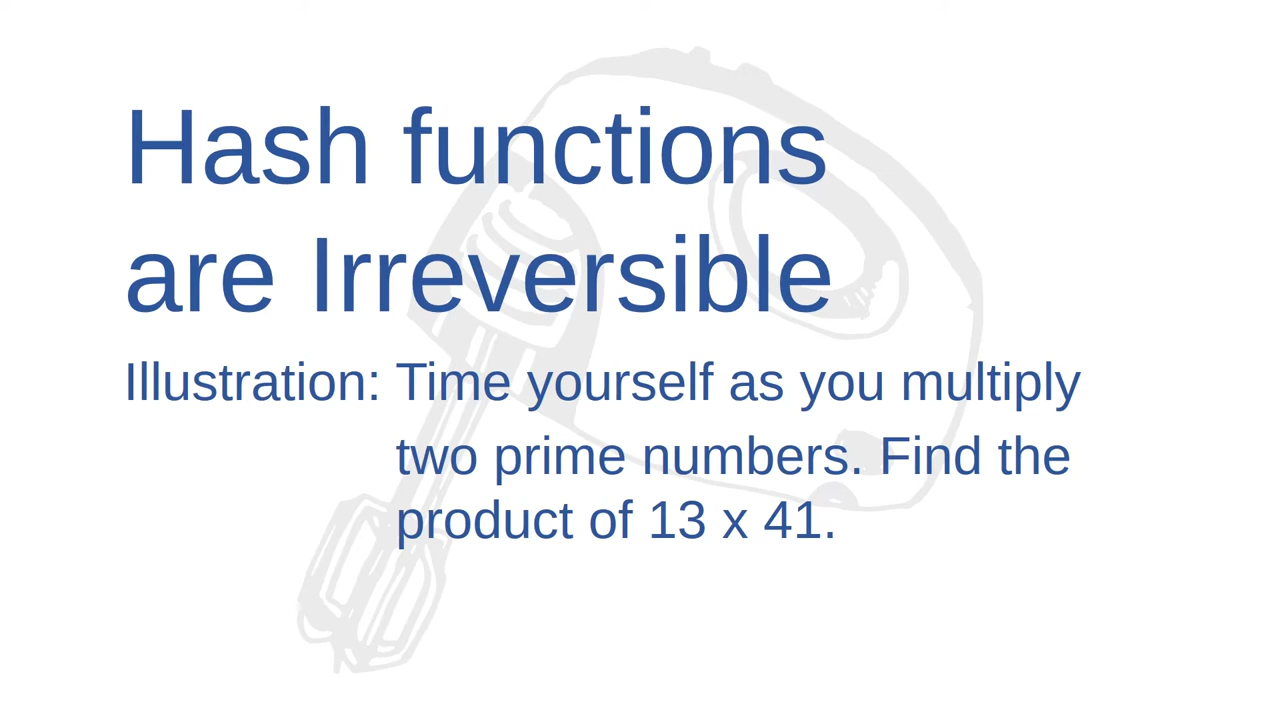 Hash functions
are Irreversible
Illustration: Time yourself as you multiply
two prime numbers. Find the
product of 13 x 41.